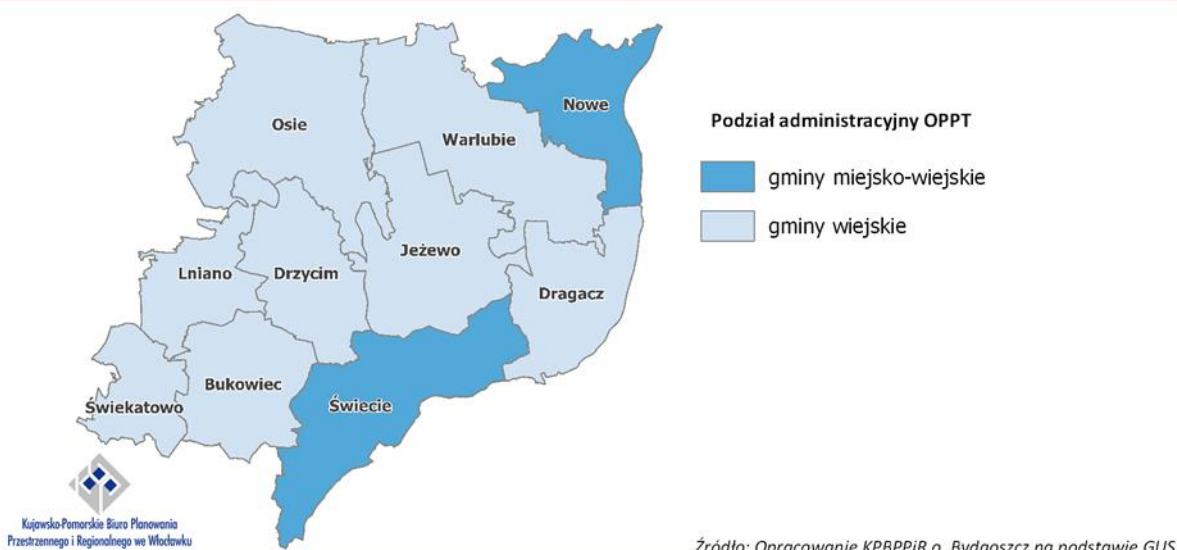 Nowe
Osie
Warlubie
Jeżewo
Lniano
Drzycim
Dragacz
Bukowiec
Świekatowo
Świecie
Podział administracyjny OPPT
gminy miejsko-wiejskie
gminy wiejskie
Kujawsko-Pomorskie Biuro Planowania
Przestrzennego i Regionalnego we Włocławku
Źródło: Opracowanie KPBPPiR o. Bydgoszcz na podstawie GUS